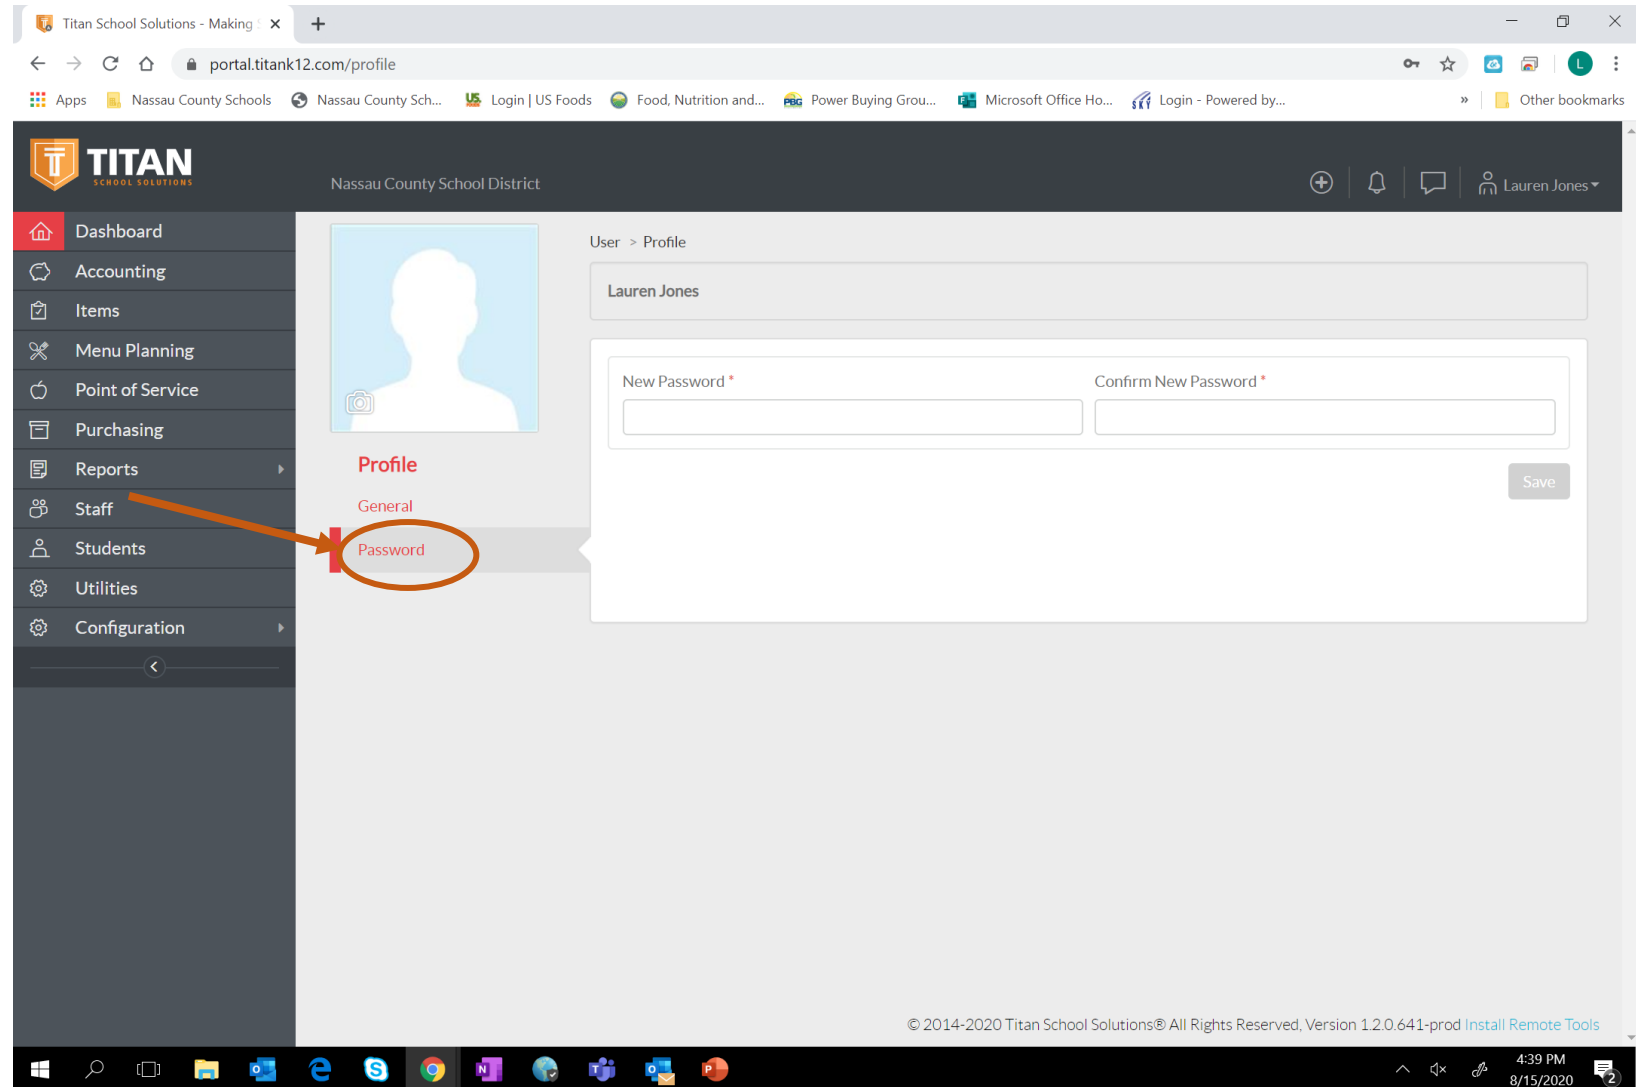 Titan School Solutions - Making
portal.titank12.com/profile
L
Apps Nassau County Schools Nassau County Sch... Login | US Foods Food, Nutrition and... PBG Power Buying Grou... Microsoft Office Ho... Login - Powered by... » Other bookmarks
TITAN
SCHOOL SOLUTIONS
Nassau County School District
Lauren Jones
Dashboard
Accounting
Items
Menu Planning
Point of Service
Purchasing
Reports
Staff
Students
Utilities
Configuration
Profile
General
Password
User > Profile
Lauren Jones
New Password *
Confirm New Password *
Save
© 2014-2020 Titan School Solutions® All Rights Reserved, Version 1.2.0.641-prod Install Remote Tools
4:39 PM
8/15/2020
2